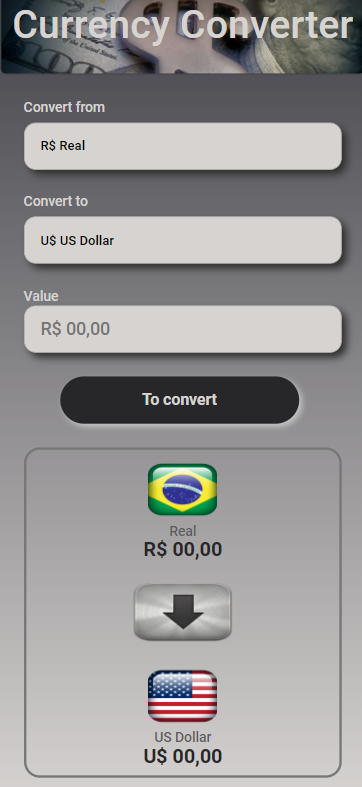 Currency Converter
Convert from
R$ Real
Convert to
U$ US Dollar
Value
R$ 00,00
To convert
Real
R$ 00,00
US Dollar
U$ 00,00